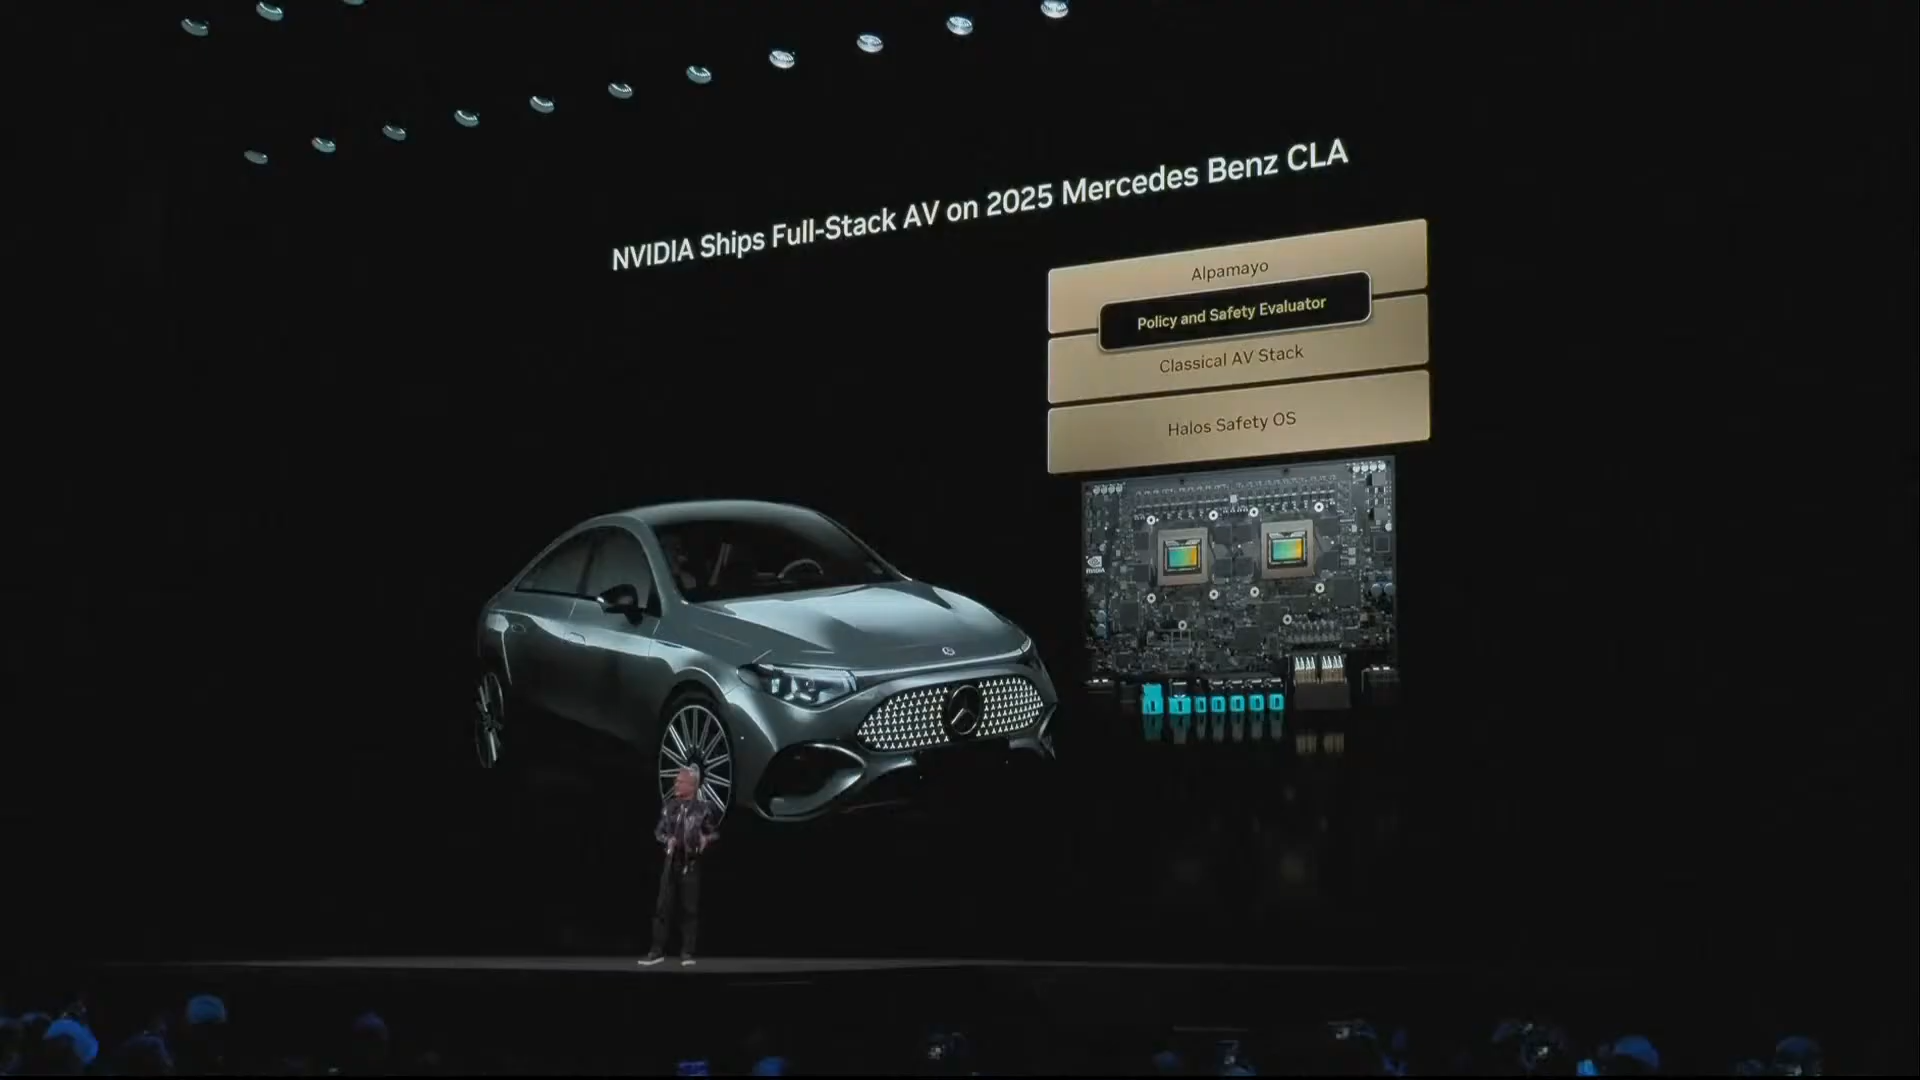 NVIDIA Ships Full-Stack AV on 2025 Mercedes Benz CLA
Alpamayo
Policy and Safety Evaluator
Classical AV Stack
Halos Safety OS
NVIDIA